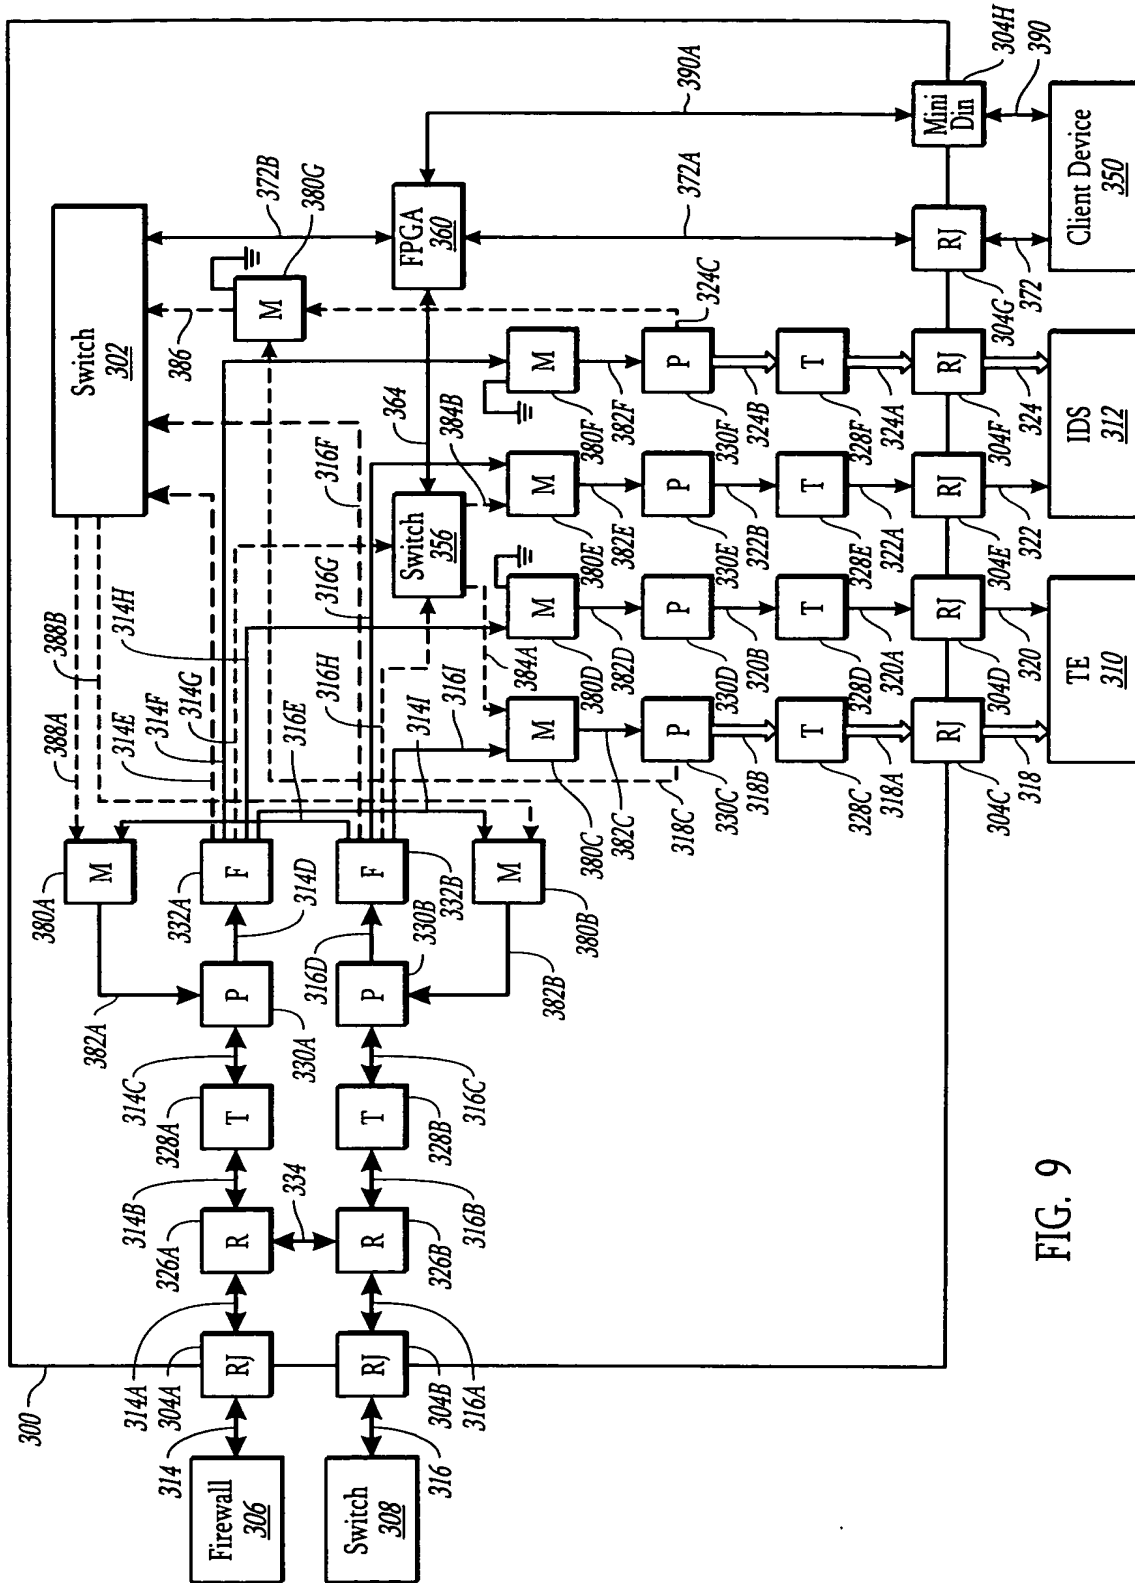 300
Firewall
306
Switch
308
314
316
304A
314A
RJ
RJ
304B
316A
326A
314B
R
R
334
326B
316B
328A
314C
T
T
328B
316C
382A
P
330A
314D
316D
P
330B
382B
380A
M
332A
F
F
332B
M
380B
388A
388B
314E
314F
314G
314H
316E
316H
316G
316F
314I
316I
Switch
302
386
M
380G
372B
FPGA
360
390A
372A
364
Switch
356
384A
384B
318C
324C
M
380C
M
380D
M
380E
M
380F
382C
382D
382E
382F
P
330C
P
330D
P
330E
P
330F
318B
320B
322B
324B
T
328C
T
328D
T
328E
T
328F
318A
320A
322A
324A
RJ
304C
RJ
304D
RJ
304E
RJ
304F
RJ
304G
Mini
Din
304H
318
320
322
324
372
390
TE
310
IDS
312
Client Device
350
FIG. 9